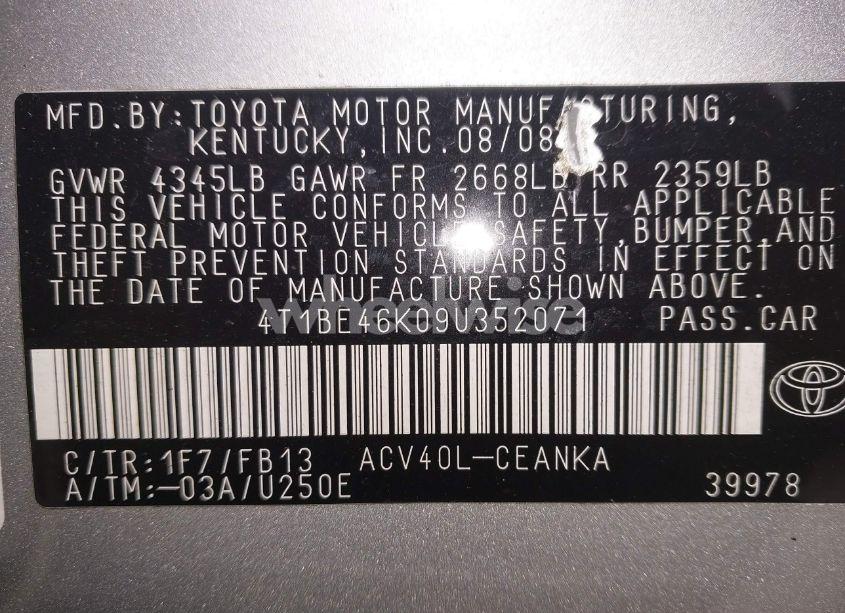 MFD.BY:TOYOTA MOTOR MANUFACTURING,
KENTUCKY,INC.08/08
GVWR 4345LB GAWR FR 2668LB RR 2359LB
THIS VEHICLE CONFORMS TO ALL APPLICABLE
FEDERAL MOTOR VEHICLE SAFETY,BUMPER,AND
THEFT PREVENTION STANDARDS IN EFFECT ON
THE DATE OF MANUFACTURE SHOWN ABOVE.
wheelwise
4T1BE46K09U352071 PASS.CAR
C/TR:1F7/FB13 ACV40L-CEANKA
A/TM:-03A/U250E 39978